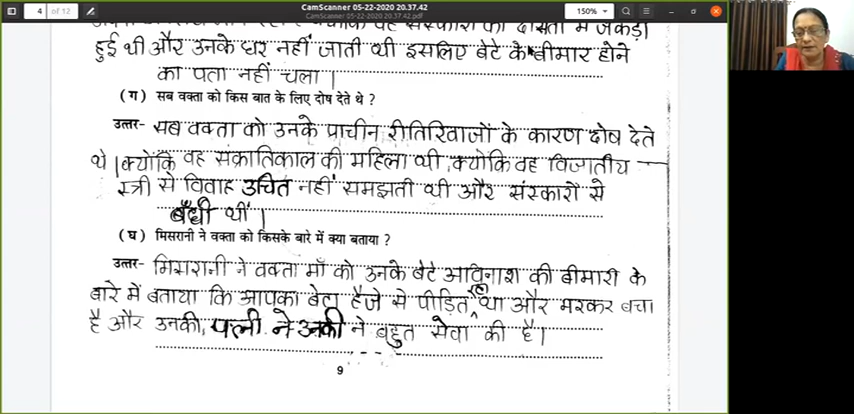 CamScanner 05-22-2020 20.37.42
CamScanner 05-22-2020 20.37.42.pdf
4 of 12
150%
हुई थी और उनके घर नहीं जाती थी इसलिए बेटे के बीमार होने
का पता नहीं चला।
(ग) सब वक्ता को किस बात के लिए दोष देते थे ?
उत्तर- सब वक्ता को उनके प्राचीन रीतिरिवाजों के कारण दोष देते
थे। क्योंकि वह संक्रातिकाल की महिला थी, क्योकि वह विजातीय
स्त्री से विवाह उचित नहीं समझती थी और संस्कारों से
बँधी थीं।
(घ) मिसरानी ने वक्ता को किसके बारे में क्या बताया ?
उत्तर- मिसरानी ने वक्ता माँ को उनके बेटे अविनाश की बीमारी के
बारे में बताया कि आपका बेटा हैजे से पीड़ित रहा था और मरकर बचा
है और उनकी, पत्नी ने उनकी ने बहुत सेवा की है।
9